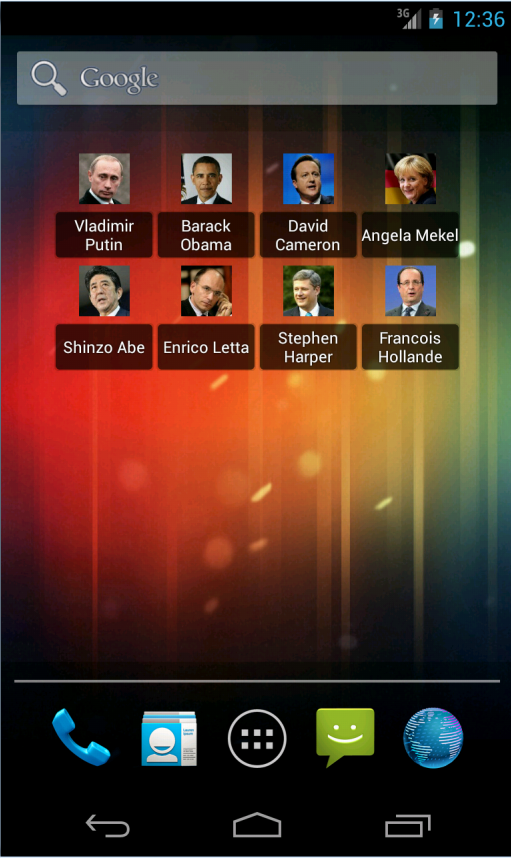 3G 12:36
Google
Vladimir
Putin
Barack
Obama
David
Cameron
Angela Mekel
Shinzo Abe
Enrico Letta
Stephen
Harper
Francois
Hollande